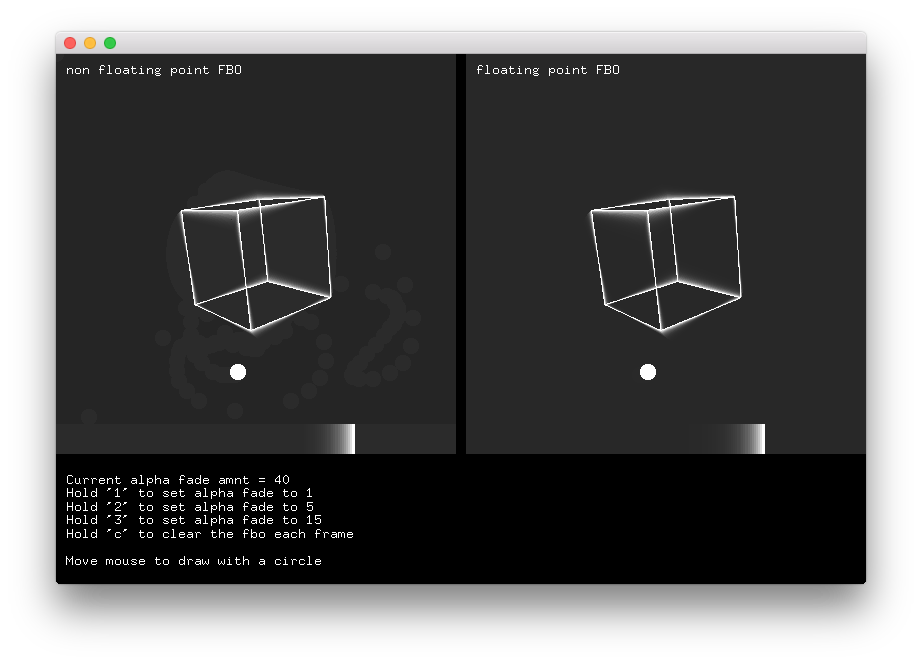 non floating point FBO
floating point FBO
Current alpha fade amnt = 40
Hold "1" to set alpha fade to 1
Hold "2" to set alpha fade to 5
Hold "3" to set alpha fade to 15
Hold "c" to clear the fbo each frame
Move mouse to draw with a circle